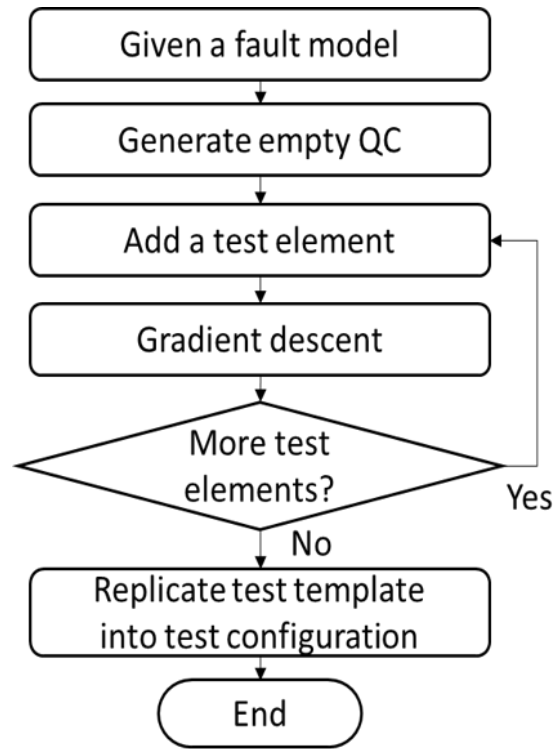 Given a fault model
Generate empty QC
Add a test element
Gradient descent
More test
elements?
Yes
No
Replicate test template
into test configuration
End